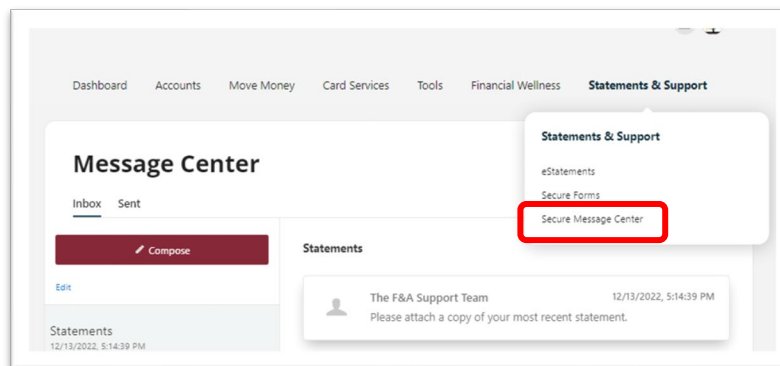 Dashboard Accounts Move Money Card Services Tools Financial Wellness Statements & Support
Statements & Support
eStatements
Secure Forms
Secure Message Center
Message Center
Inbox Sent
Compose
Edit
Statements
12/13/2022, 5:14:39 PM
Statements
The F&A Support Team 12/13/2022, 5:14:39 PM
Please attach a copy of your most recent statement.